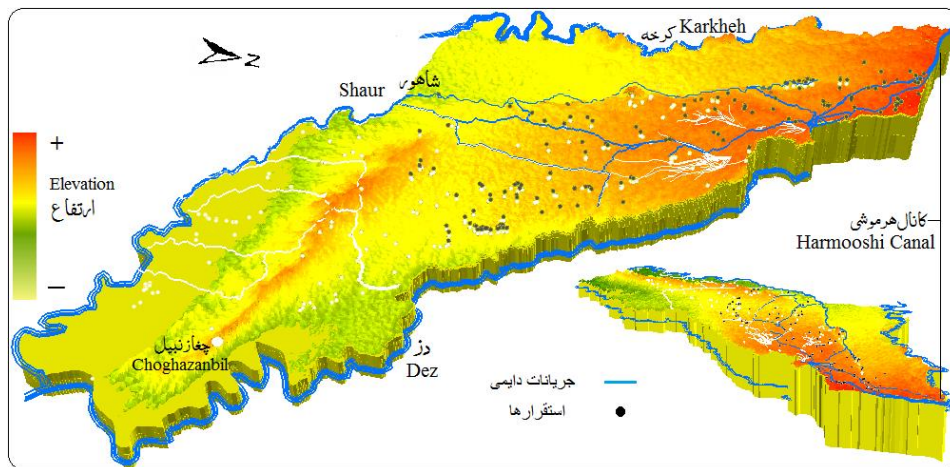 کرخه Karkheh
شاهور
Shaur
Z
+
Elevation
ارتفاع
–
کانال هرموشی
Harmooshi Canal
چغازنبیل
Choghazanbil
دز
Dez
جریانات دایمی
استقرارها